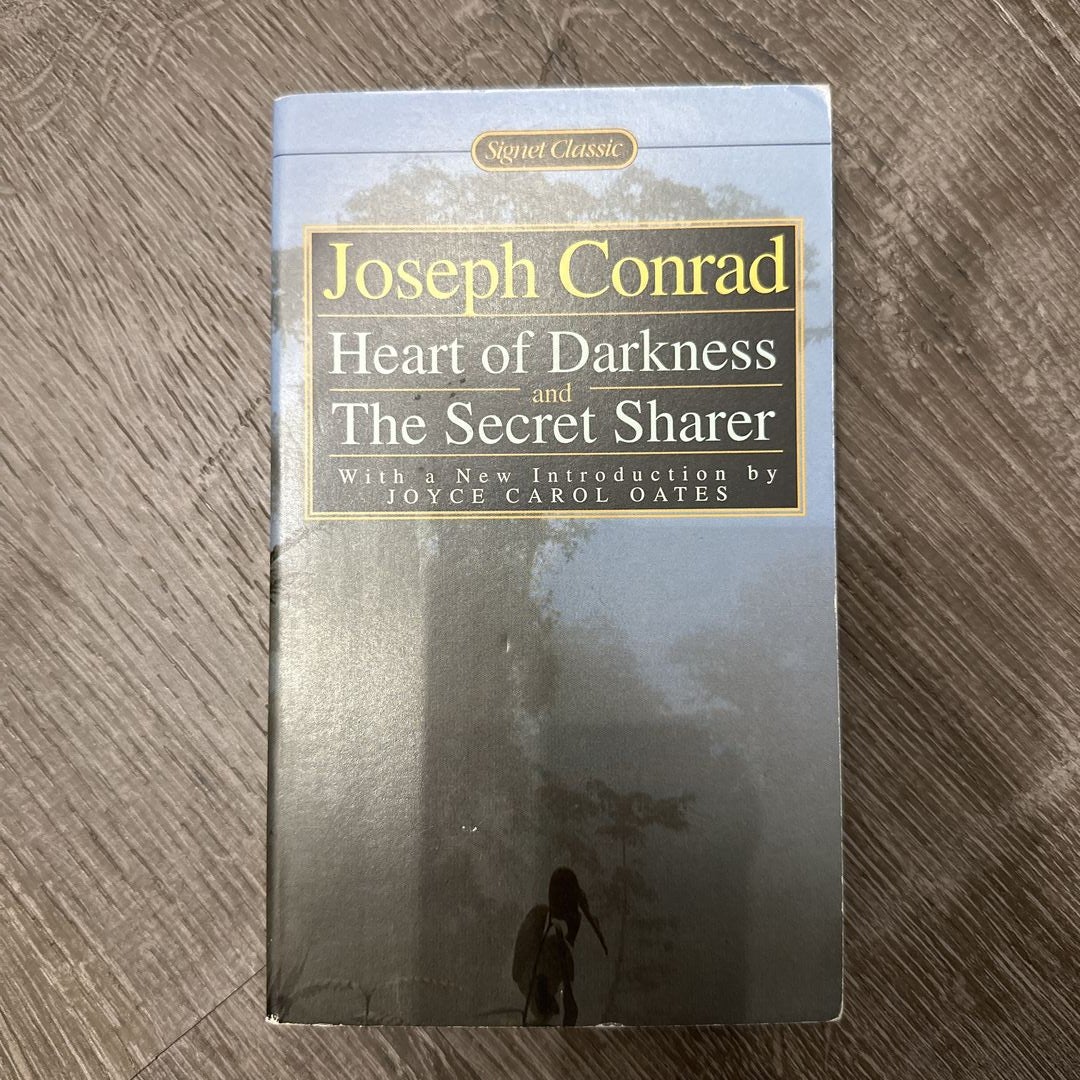 Signet Classic
Joseph Conrad
Heart of Darkness
and
The Secret Sharer
With a New Introduction by
JOYCE CAROL OATES